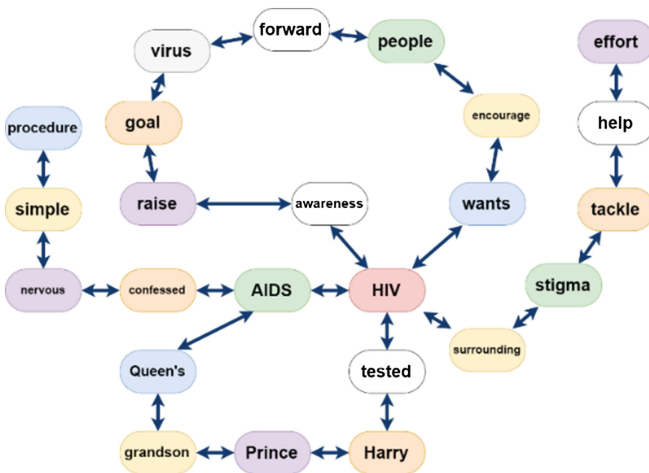 forward
virus
people
effort
procedure
goal
encourage
help
simple
raise
awareness
wants
tackle
nervous
confessed
AIDS
HIV
stigma
surrounding
Queen's
tested
grandson
Prince
Harry